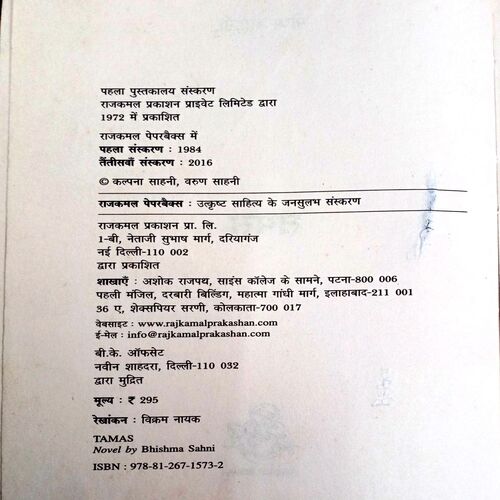 पहला पुस्तकालय संस्करण
राजकमल प्रकाशन प्राइवेट लिमिटेड द्वारा
1972 में प्रकाशित
राजकमल पेपरबैक्स में
पहला संस्करण : 1984
तैंतीसवाँ संस्करण : 2016
© कल्पना साहनी, वरुण साहनी
राजकमल पेपरबैक्स : उत्कृष्ट साहित्य के जनसुलभ संस्करण
राजकमल प्रकाशन प्रा. लि.
1-बी, नेताजी सुभाष मार्ग, दरियागंज
नई दिल्ली-110 002
द्वारा प्रकाशित
शाखाएँ : अशोक राजपथ, साइंस कॉलेज के सामने, पटना-800 006
पहली मंजिल, दरबारी बिल्डिंग, महात्मा गांधी मार्ग, इलाहाबाद-211 001
36 ए, शेक्सपियर सरणी, कोलकाता-700 017
वेबसाइट : www.rajkamalprakashan.com
ई-मेल : info@rajkamalprakashan.com
बी.के. ऑफसेट
नवीन शाहदरा, दिल्ली-110 032
द्वारा मुद्रित
मूल्य : ₹ 295
रेखांकन : विक्रम नायक
TAMAS
Novel by Bhishma Sahni
ISBN : 978-81-267-1573-2